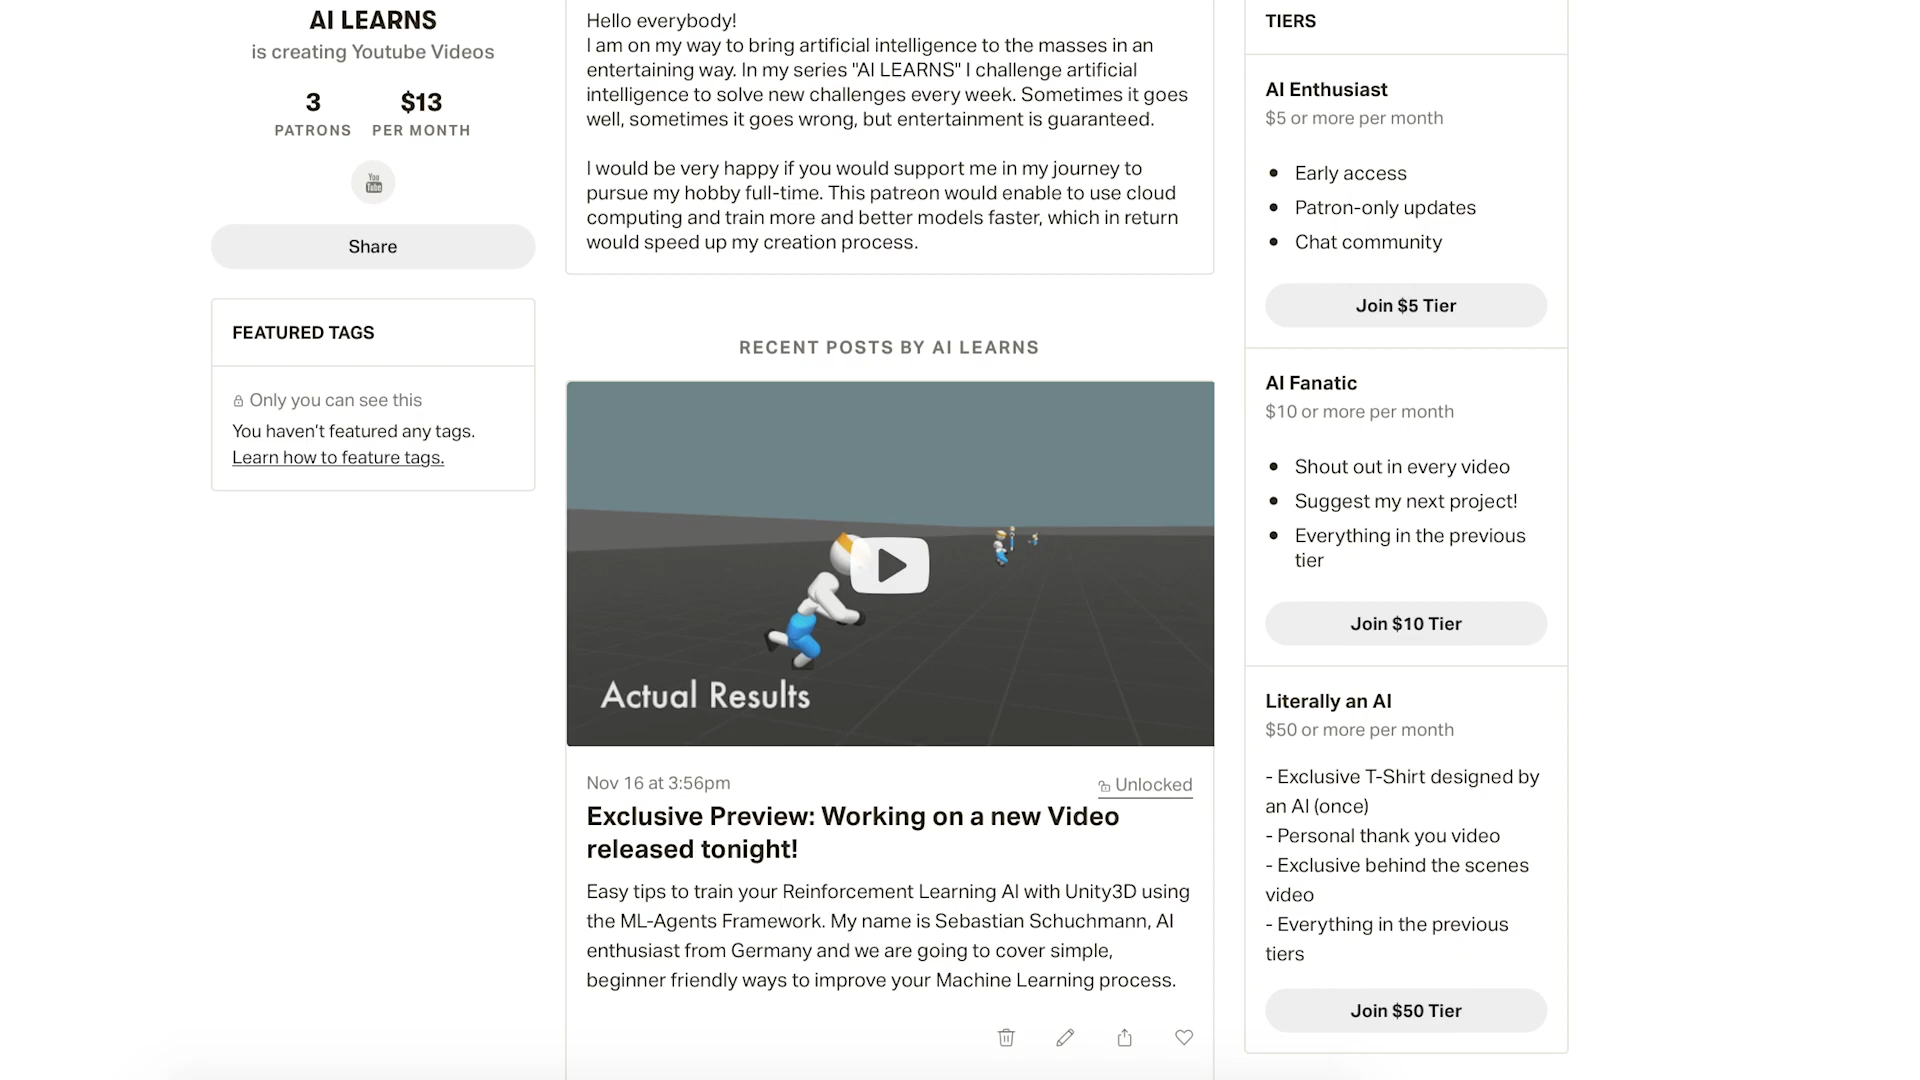 AI LEARNS
is creating Youtube Videos
3
PATRONS
$13
PER MONTH
You
Tube
Share
FEATURED TAGS
Only you can see this
You haven’t featured any tags.
Learn how to feature tags.
Hello everybody!
I am on my way to bring artificial intelligence to the masses in an
entertaining way. In my series "AI LEARNS" I challenge artificial
intelligence to solve new challenges every week. Sometimes it goes
well, sometimes it goes wrong, but entertainment is guaranteed.
I would be very happy if you would support me in my journey to
pursue my hobby full-time. This patreon would enable to use cloud
computing and train more and better models faster, which in return
would speed up my creation process.
RECENT POSTS BY AI LEARNS
Actual Results
Nov 16 at 3:56pm
Unlocked
Exclusive Preview: Working on a new Video
released tonight!
Easy tips to train your Reinforcement Learning AI with Unity3D using
the ML-Agents Framework. My name is Sebastian Schuchmann, AI
enthusiast from Germany and we are going to cover simple,
beginner friendly ways to improve your Machine Learning process.
TIERS
AI Enthusiast
$5 or more per month
• Early access
• Patron-only updates
• Chat community
Join $5 Tier
AI Fanatic
$10 or more per month
• Shout out in every video
• Suggest my next project!
• Everything in the previous
tier
Join $10 Tier
Literally an AI
$50 or more per month
- Exclusive T-Shirt designed by
an AI (once)
- Personal thank you video
- Exclusive behind the scenes
video
- Everything in the previous
tiers
Join $50 Tier